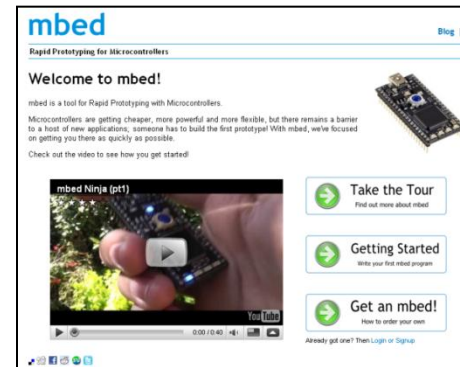 mbed
Blog
Rapid Prototyping for Microcontrollers
Welcome to mbed!
mbed is a tool for Rapid Prototyping with Microcontrollers.
Microcontrollers are getting cheaper, more powerful and more flexible, but there remains a barrier
to a host of new applications; someone has to build the first prototype! With mbed, we've focused
on getting you there as quickly as possible.
Check out the video to see how you get started!
mbed Ninja (pt1)
YouTube
0:00 / 0:40
Take the Tour
Find out more about mbed
Getting Started
Write your first mbed program
Get an mbed!
How to order your own
Already got one? Then Login or Signup